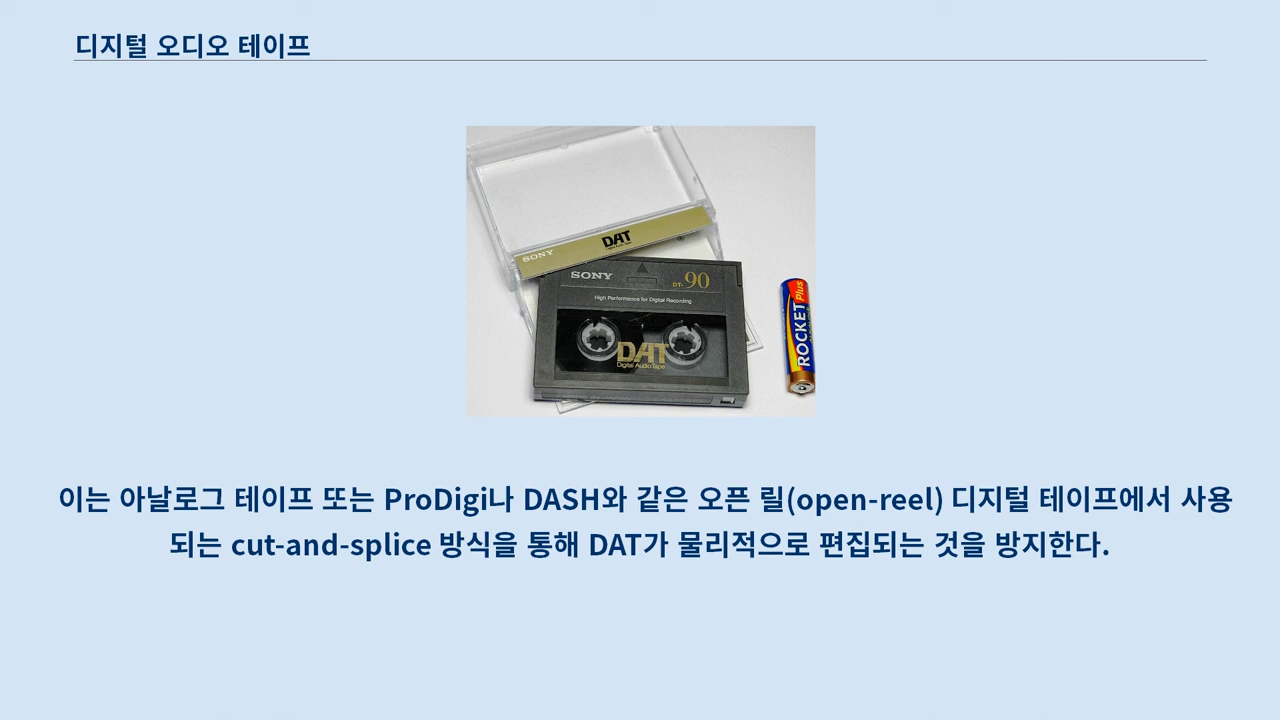 디지털 오디오 테이프
DAT
SONY
SONY
DT-90
High Performance for Digital Recording
DAT
Digital Audio Tape
ROCKET Plus
이는 아날로그 테이프 또는 ProDigi나 DASH와 같은 오픈 릴(open-reel) 디지털 테이프에서 사용
되는 cut-and-splice 방식을 통해 DAT가 물리적으로 편집되는 것을 방지한다.